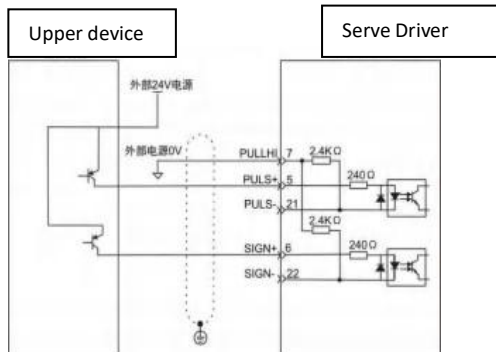 Upper device
Serve Driver
外部24V电源
外部电源0V
PULLHI 7
2.4KΩ
PULS+ 5
240Ω
PULS- 21
2.4KΩ
SIGN+ 6
240Ω
SIGN- 22